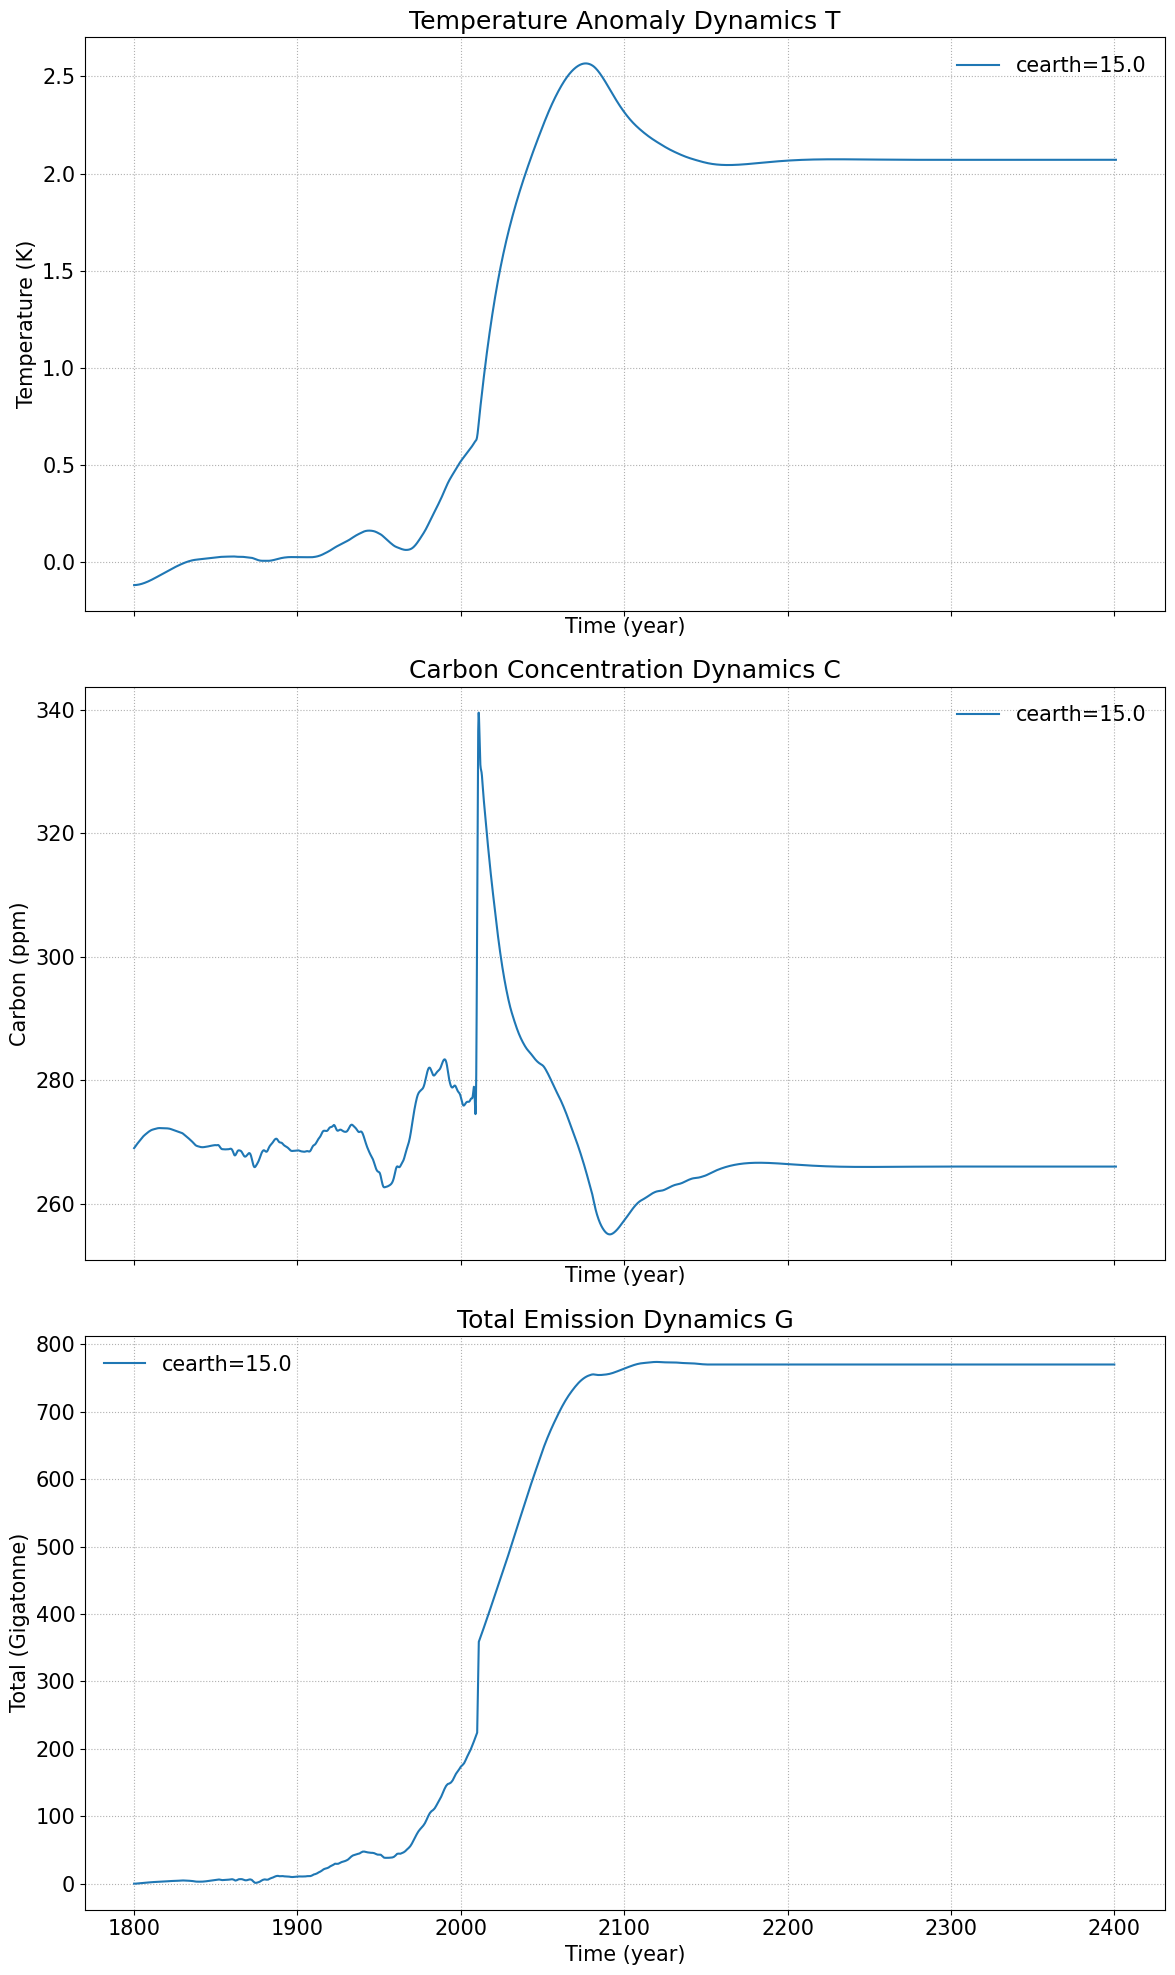 Temperature Anomaly Dynamics T
cearth=15.0
2.5
2.0
1.5
1.0
0.5
0.0
Temperature (K)
Time (year)
Carbon Concentration Dynamics C
cearth=15.0
340
320
300
280
260
Carbon (ppm)
Time (year)
Total Emission Dynamics G
cearth=15.0
800
700
600
500
400
300
200
100
0
Total (Gigatonne)
1800 1900 2000 2100 2200 2300 2400
Time (year)